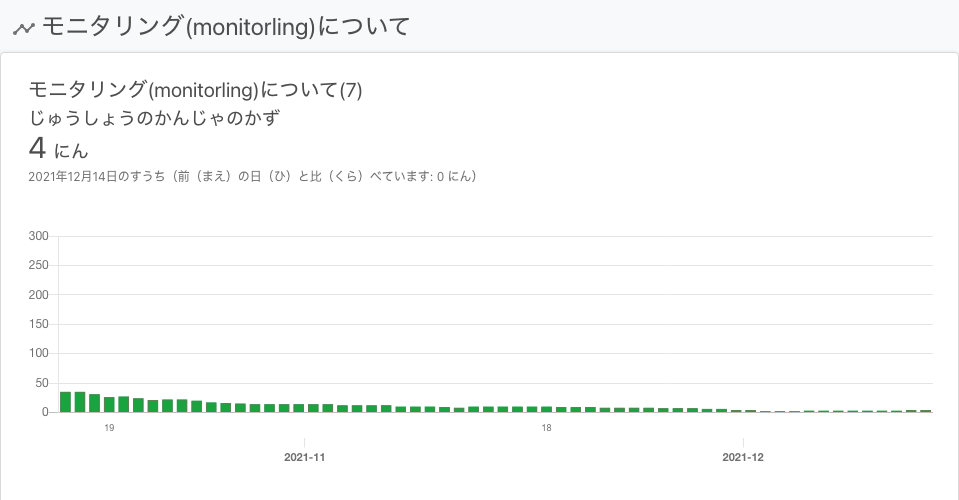 モニタリング(monitorling)について
モニタリング(monitorling)について(7)
じゅうしょうのかんじゃのかず
4 にん
2021年12月14日のすうち（前（まえ）の日（ひ）と比（くら）べています: 0 にん）
300
250
200
150
100
50
0
19
18
2021-11
2021-12